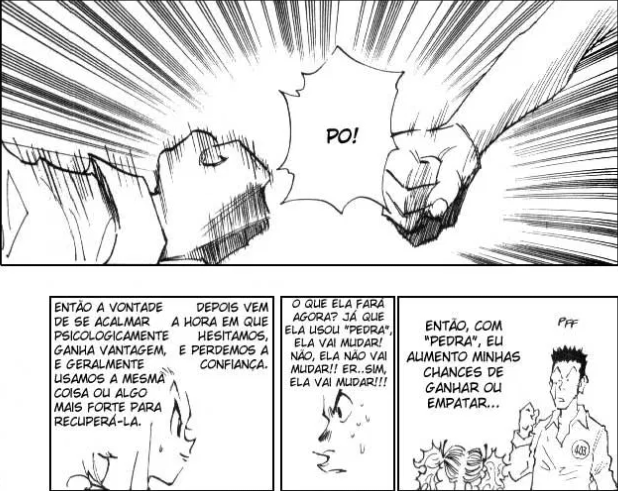 PO!
PFF
ENTÃO, COM
"PEDRA", EU
AUMENTO MINHAS
CHANCES DE
GANHAR OU
EMPATAR...
403
O QUE ELA FARÁ
AGORA? JÁ QUE
ELA USOU "PEDRA",
ELA VAI MUDAR!
NÃO, ELA NÃO VAI
MUDAR!! ER..SIM,
ELA VAI MUDAR!!!
DEPOIS VEM
A HORA EM QUE
HESITAMOS,
E PERDEMOS A
CONFIANÇA.
ENTÃO A VONTADE
DE SE ACALMAR
PSICOLOGICAMENTE
GANHA VANTAGEM,
E GERALMENTE
USAMOS A MESMA
COISA OU ALGO
MAIS FORTE PARA
RECUPERÁ-LA.